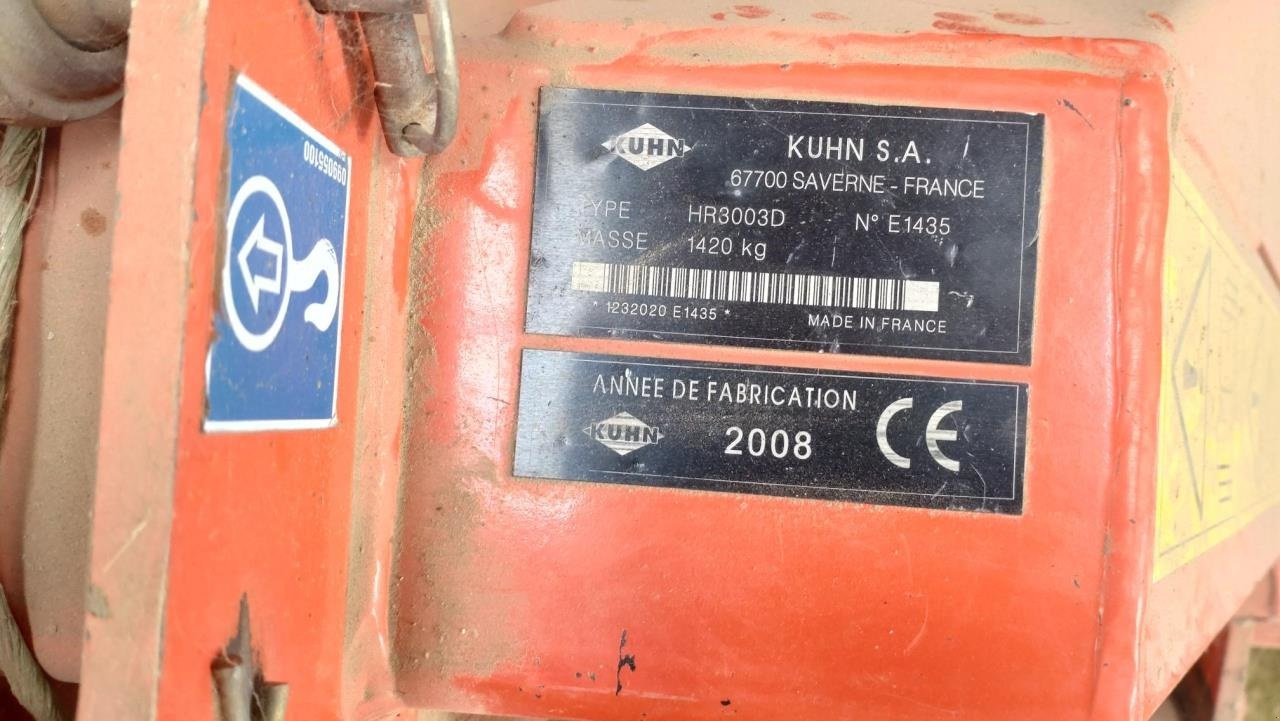 099055100
KUHN
KUHN S.A.
67700 SAVERNE - FRANCE
TYPE HR3003D N° E1435
MASSE 1420 kg
* 1232020 E1435 *
MADE IN FRANCE
ANNEE DE FABRICATION
KUHN
2008
CE